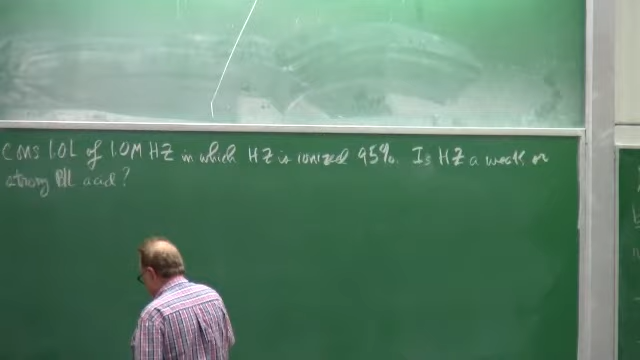 Cons 1.0L of 1.0M HZ in which HZ is ionized 95%. Is HZ a weak or
strong BL acid?